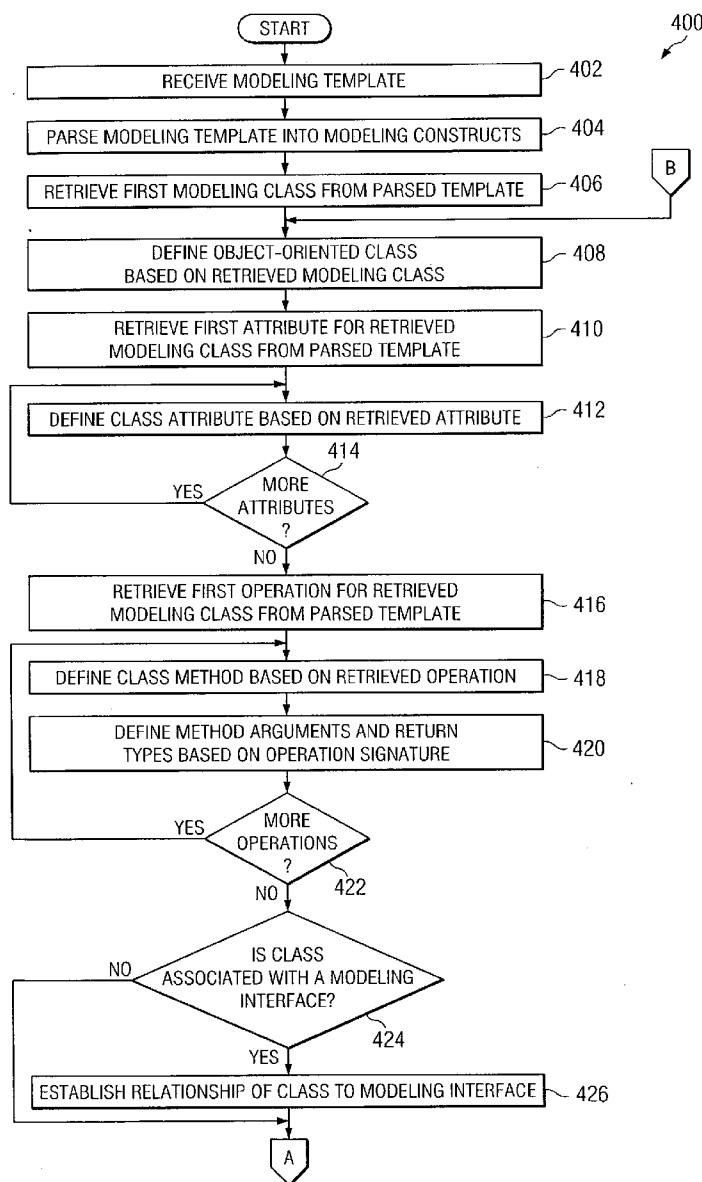 START
400
RECEIVE MODELING TEMPLATE
402
PARSE MODELING TEMPLATE INTO MODELING CONSTRUCTS
404
RETRIEVE FIRST MODELING CLASS FROM PARSED TEMPLATE
406
B
DEFINE OBJECT-ORIENTED CLASS
BASED ON RETRIEVED MODELING CLASS
408
RETRIEVE FIRST ATTRIBUTE FOR RETRIEVED
MODELING CLASS FROM PARSED TEMPLATE
410
DEFINE CLASS ATTRIBUTE BASED ON RETRIEVED ATTRIBUTE
412
414
YES
MORE
ATTRIBUTES
?
NO
RETRIEVE FIRST OPERATION FOR RETRIEVED
MODELING CLASS FROM PARSED TEMPLATE
416
DEFINE CLASS METHOD BASED ON RETRIEVED OPERATION
418
DEFINE METHOD ARGUMENTS AND RETURN
TYPES BASED ON OPERATION SIGNATURE
420
YES
MORE
OPERATIONS
?
422
NO
IS CLASS
ASSOCIATED WITH A MODELING
INTERFACE?
NO
424
YES
ESTABLISH RELATIONSHIP OF CLASS TO MODELING INTERFACE
426
A